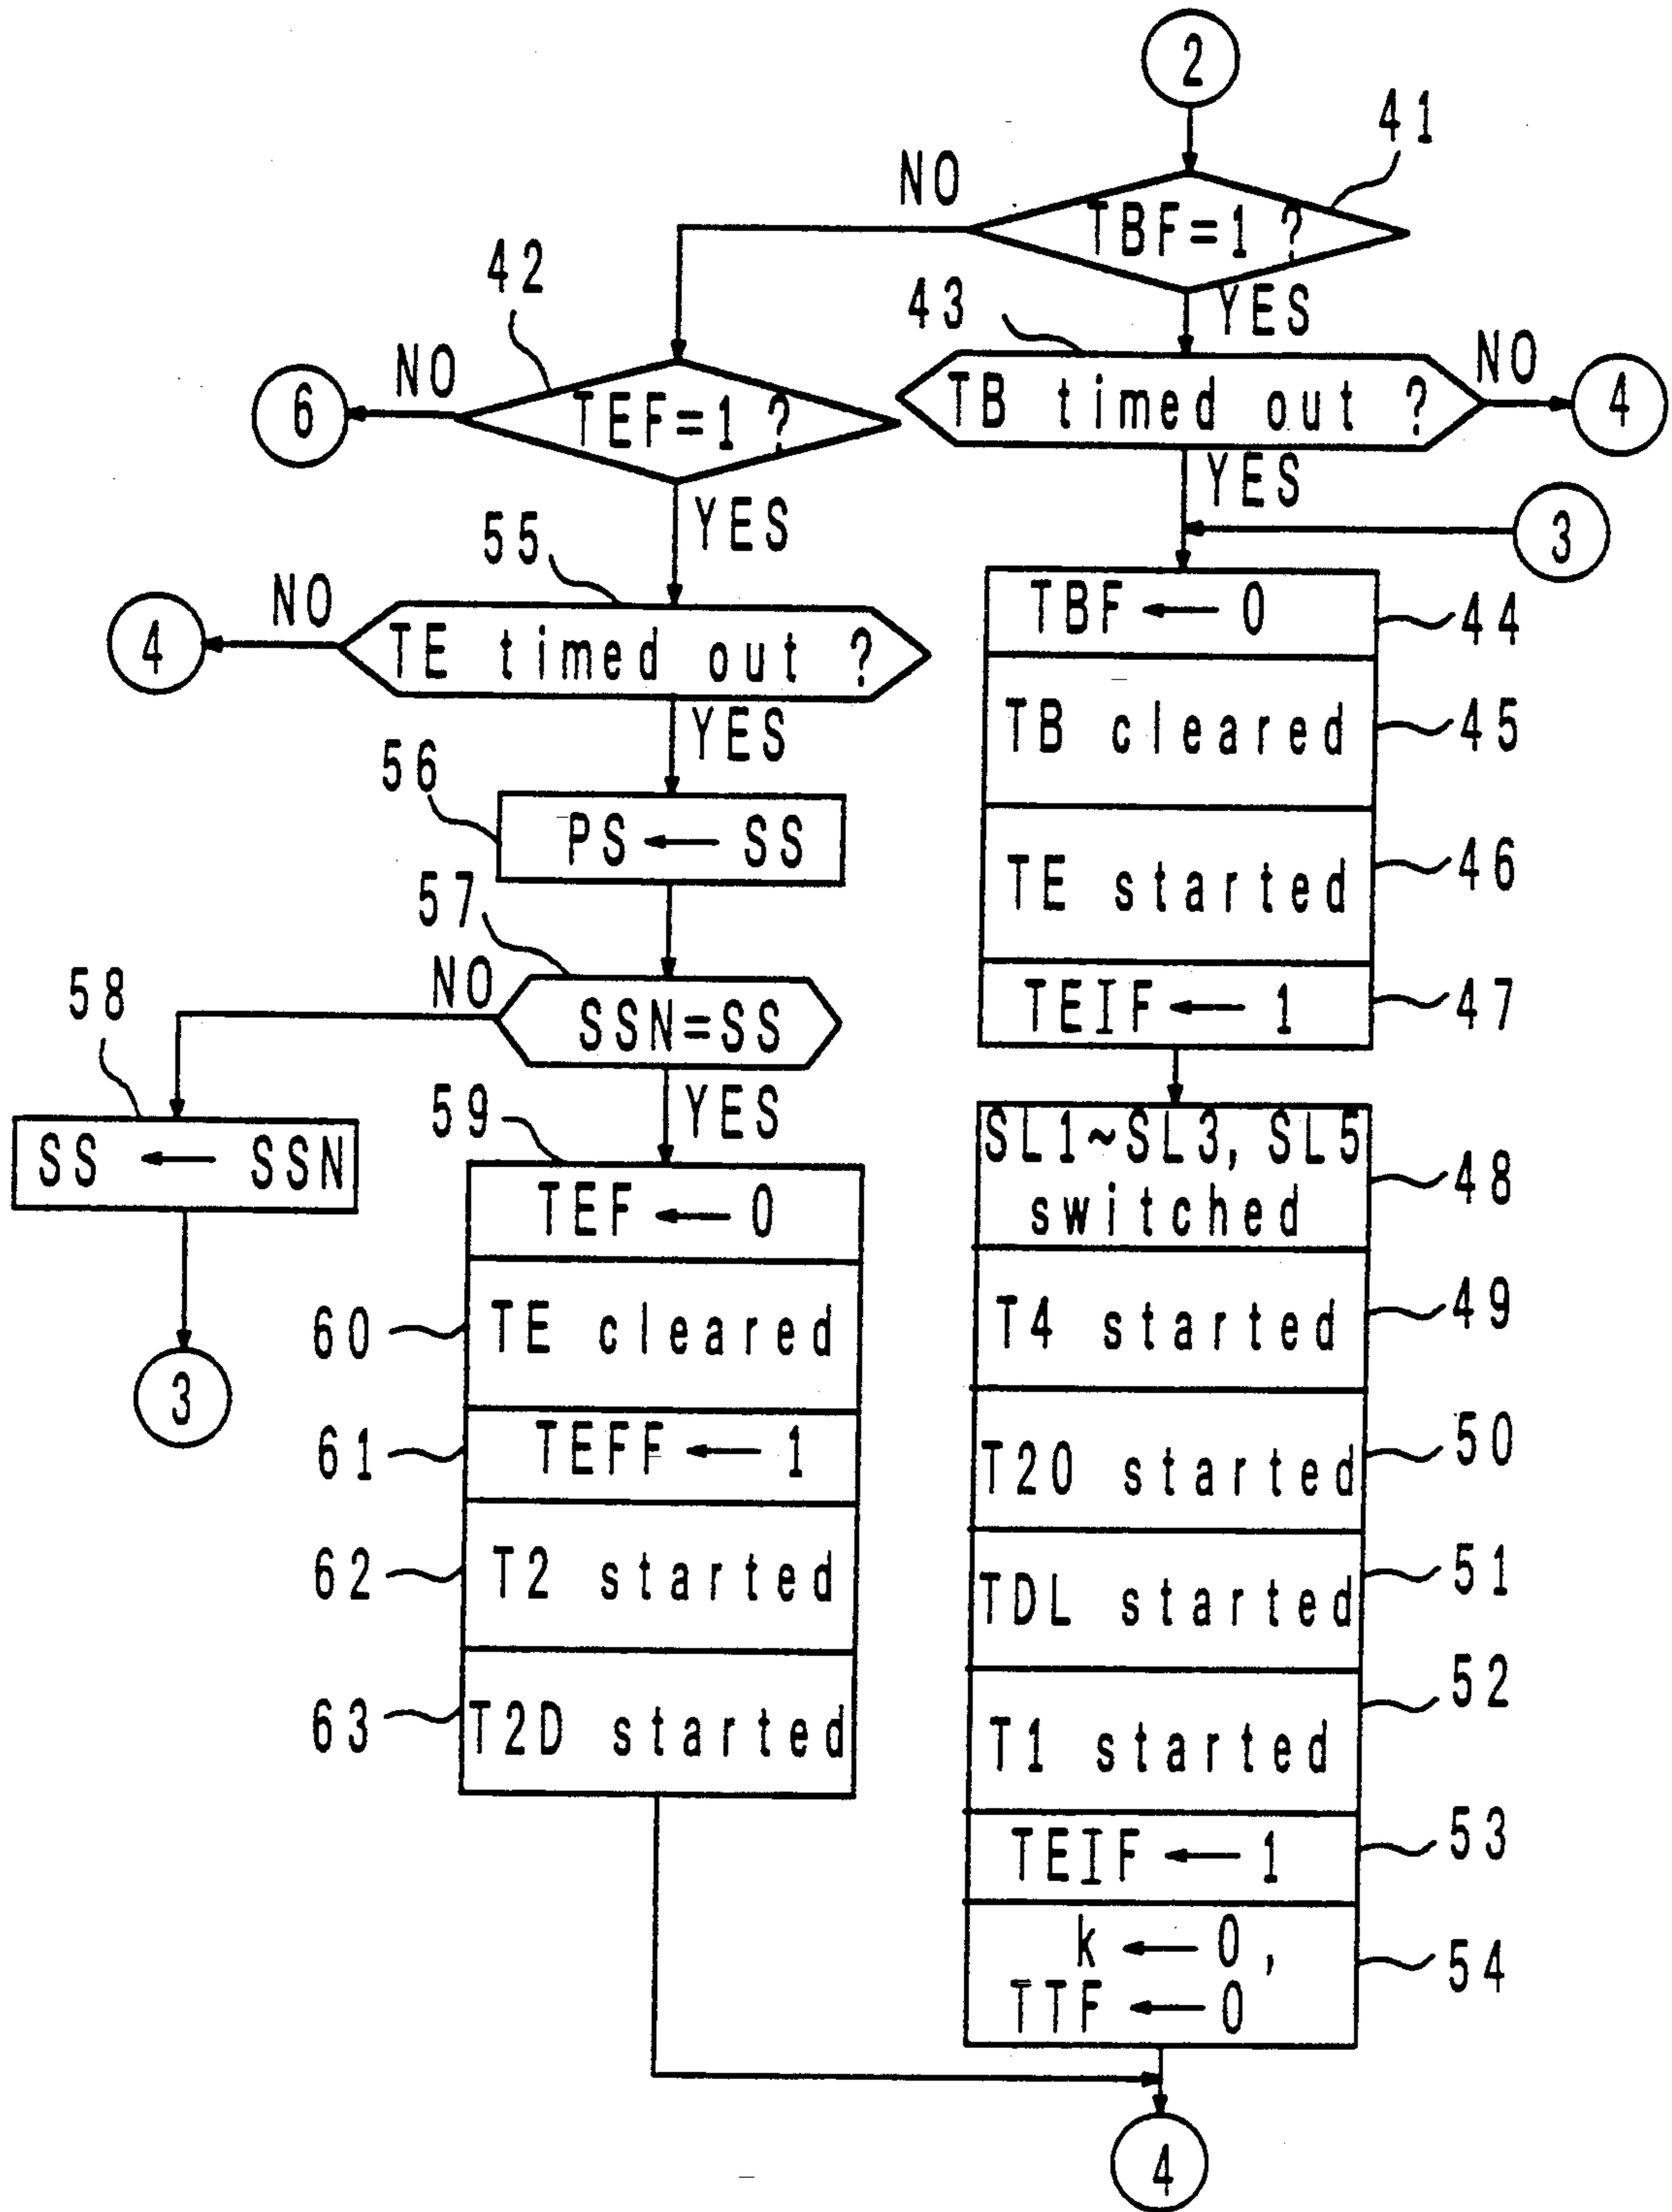 2
41
NO
TBF=1 ?
42
43
YES
NO
TEF=1 ?
6
TB timed out ?
NO
4
YES
YES
3
55
NO
TE timed out ?
4
TBF ← 0
44
YES
TB cleared
45
56
PS ← SS
TE started
46
57
NO
SSN=SS
TEIF ← 1
47
58
YES
SS ← SSN
59
SL1~SL3, SL5
switched
48
TEF ← 0
3
60
TE cleared
T4 started
49
61
TEFF ← 1
T20 started
50
62
T2 started
TDL started
51
63
T2D started
T1 started
52
TEIF ← 1
53
k ← 0,
TTF ← 0
54
4